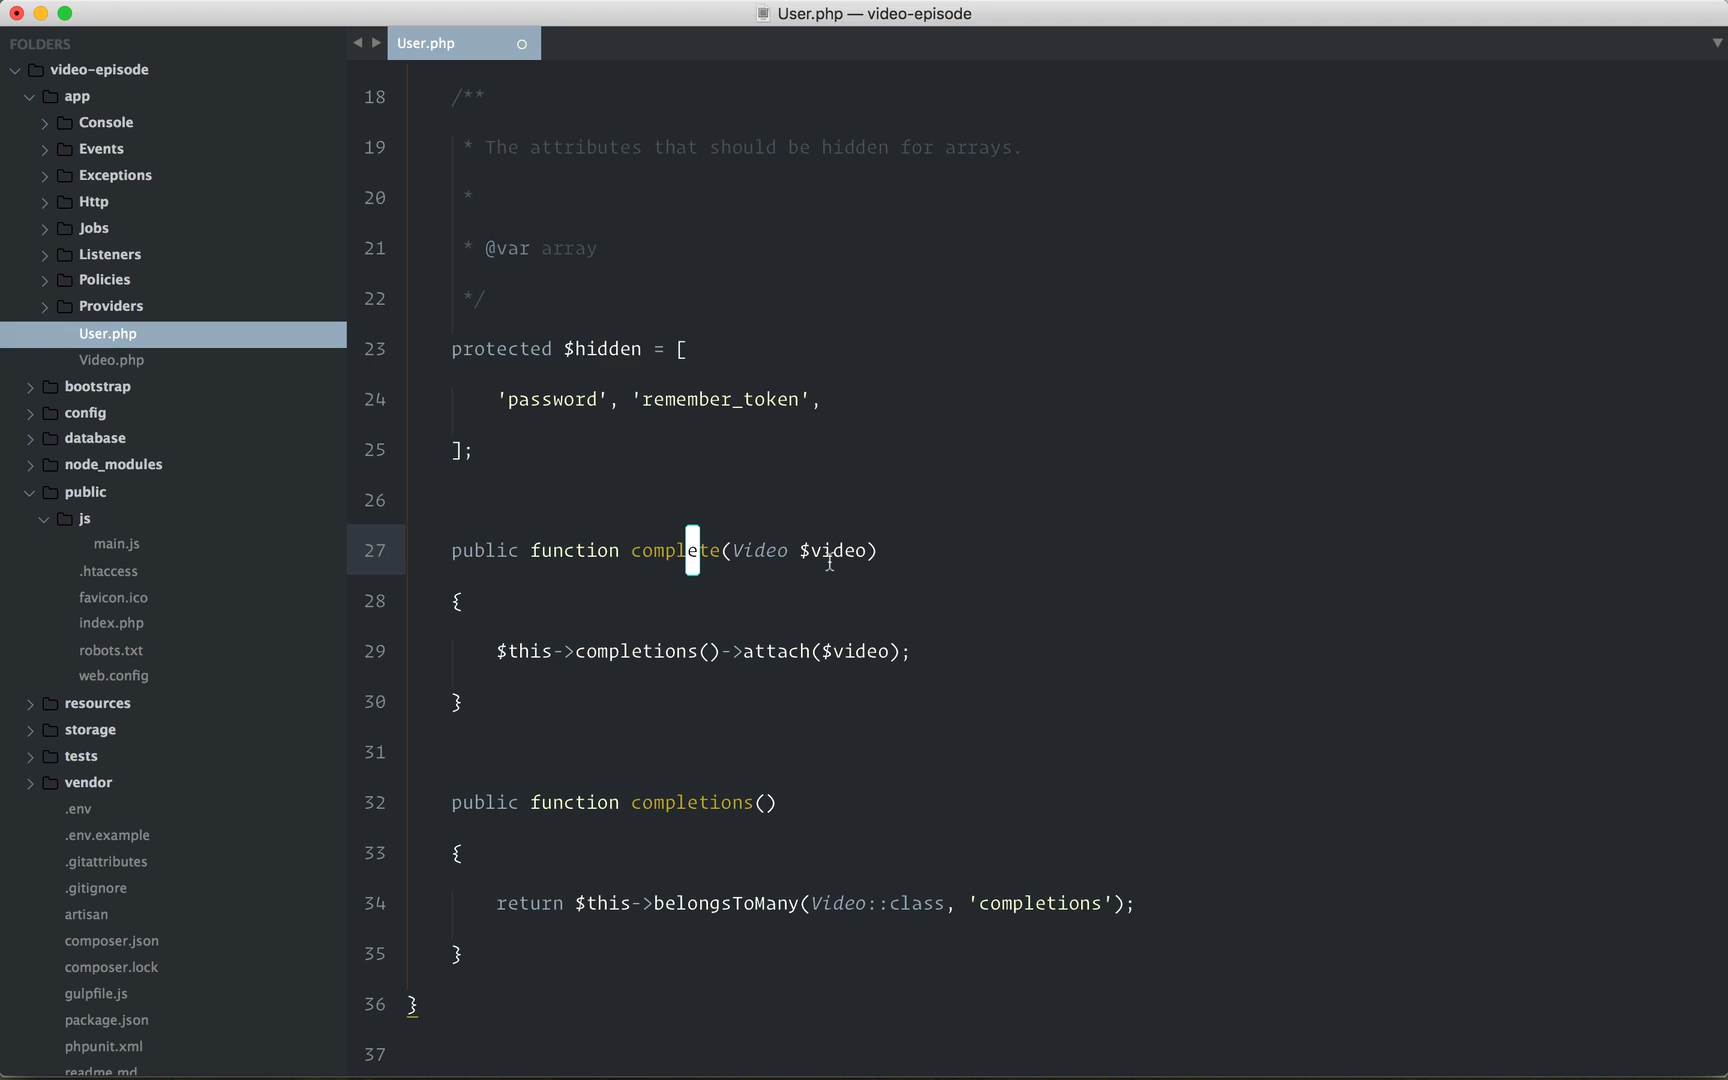 User.php — video-episode
FOLDERS
video-episode
app
Console
Events
Exceptions
Http
Jobs
Listeners
Policies
Providers
User.php
Video.php
bootstrap
config
database
node_modules
public
js
main.js
.htaccess
favicon.ico
index.php
robots.txt
web.config
resources
storage
tests
vendor
.env
.env.example
.gitattributes
.gitignore
artisan
composer.json
composer.lock
gulpfile.js
package.json
phpunit.xml
readme.md
User.php
18 /**
19 * The attributes that should be hidden for arrays.
20 *
21 * @var array
22 */
23 protected $hidden = [
24 'password', 'remember_token',
25 ];
26
27 public function complete(Video $video)
28 {
29 $this->completions()->attach($video);
30 }
31
32 public function completions()
33 {
34 return $this->belongsToMany(Video::class, 'completions');
35 }
36 }
37